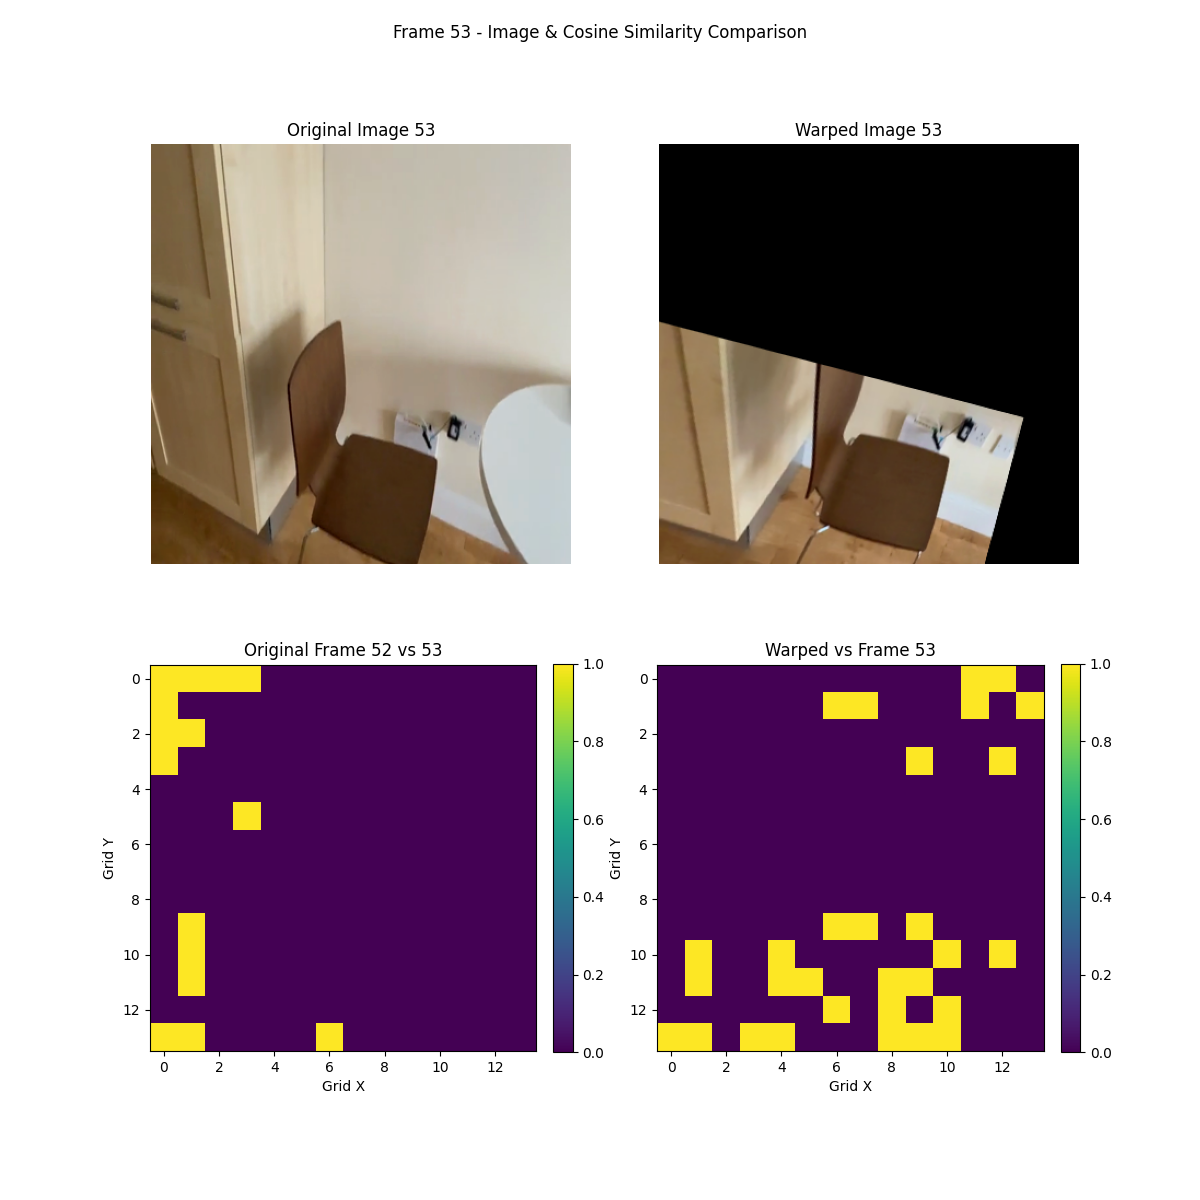 Frame 53 - Image & Cosine Similarity Comparison
Original Image 53
Warped Image 53
Original Frame 52 vs 53
Warped vs Frame 53
0
2
4
6
8
10
12
Grid Y
0 2 4 6 8 10 12
Grid X
1.0
0.8
0.6
0.4
0.2
0.0
0
2
4
6
8
10
12
Grid Y
0 2 4 6 8 10 12
Grid X
1.0
0.8
0.6
0.4
0.2
0.0